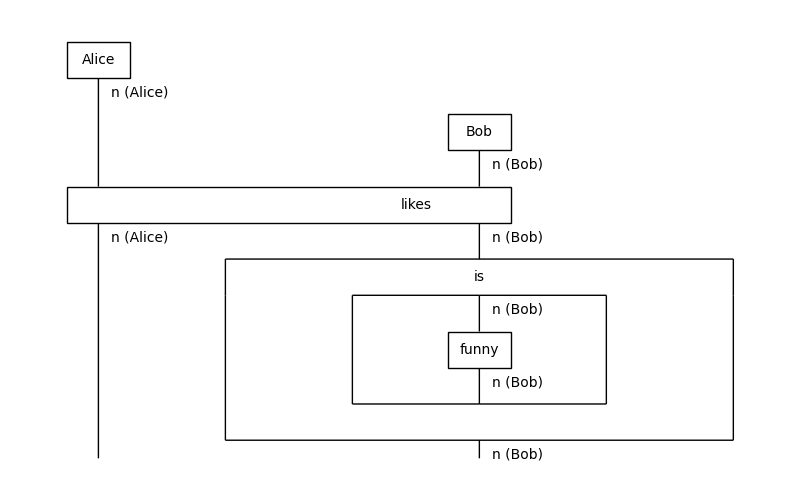 Alice
n (Alice)
Bob
n (Bob)
likes
n (Alice) n (Bob)
is
n (Bob)
funny
n (Bob)
n (Bob)